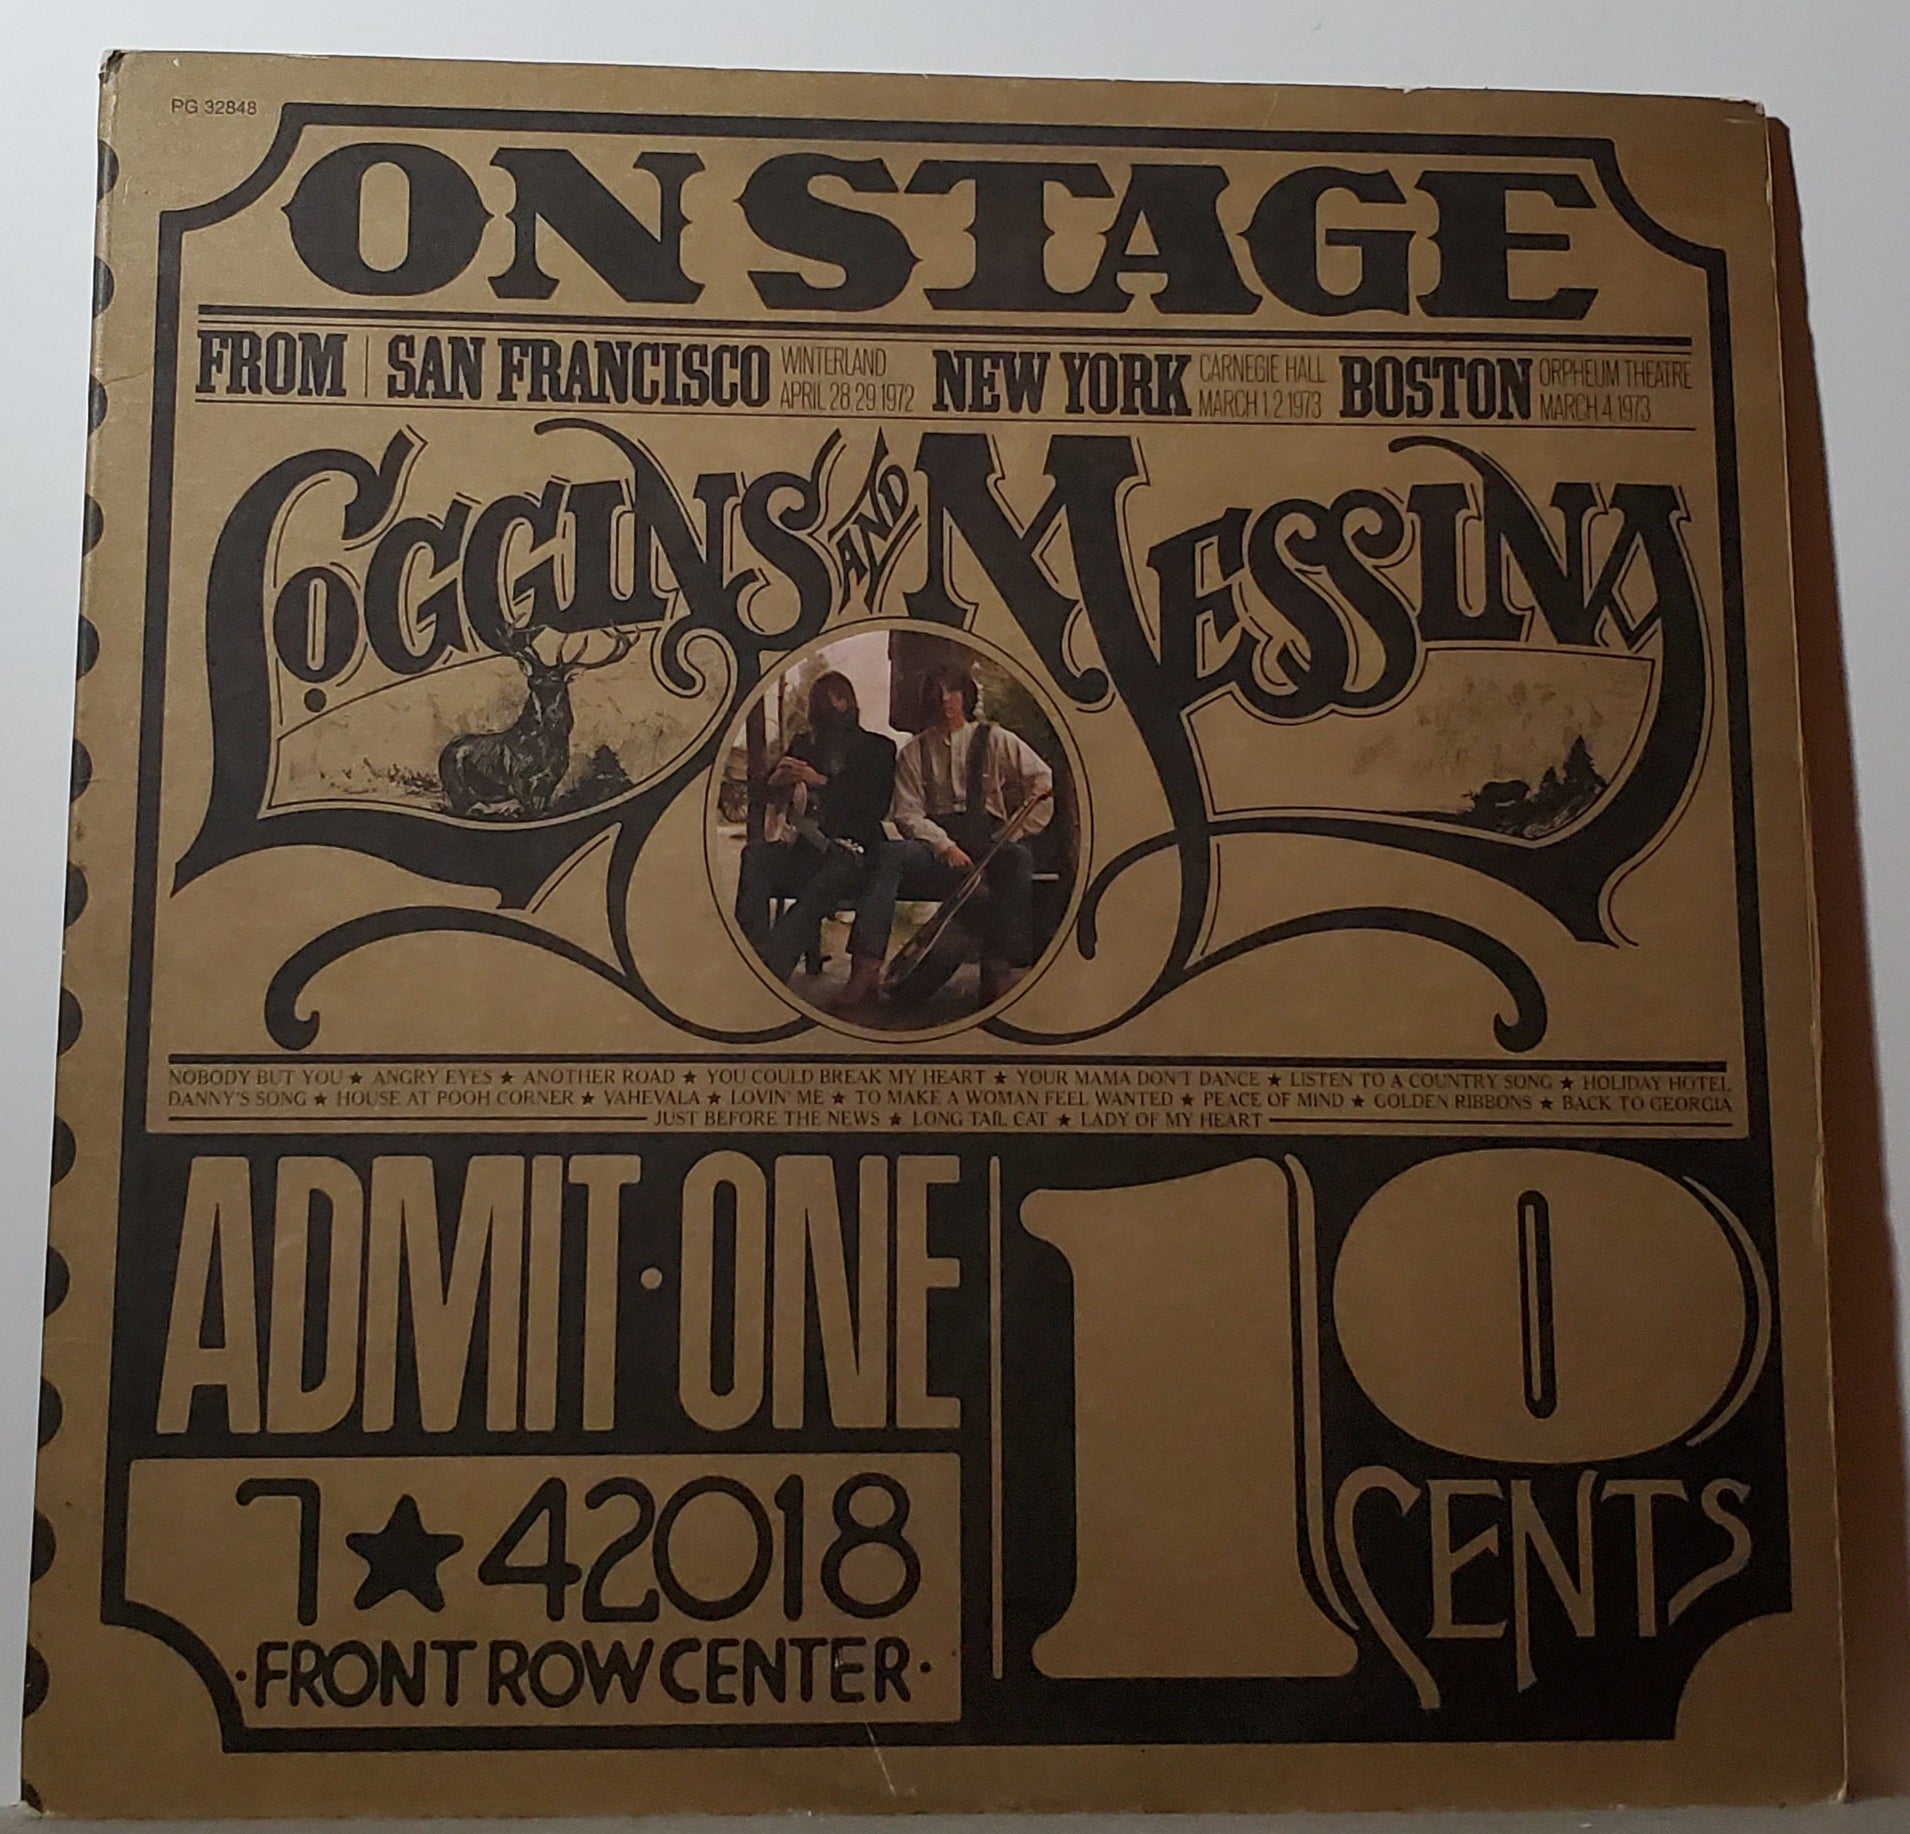 PG 32848
ON STAGE
FROM | SAN FRANCISCO WINTERLAND APRIL 28, 29, 1972 NEW YORK CARNEGIE HALL MARCH 1, 2 1973 BOSTON ORPHEUM THEATRE MARCH 4, 1973
LOGGINS AND MESSINA
NOBODY BUT YOU ★ ANGRY EYES ★ ANOTHER ROAD ★ YOU COULD BREAK MY HEART ★ YOUR MAMA DON'T DANCE ★ LISTEN TO A COUNTRY SONG ★ HOLIDAY HOTEL
DANNY'S SONG ★ HOUSE AT POOH CORNER ★ VAHEVALA ★ LOVIN' ME ★ TO MAKE A WOMAN FEEL WANTED ★ PEACE OF MIND ★ GOLDEN RIBBONS ★ BACK TO GEORGIA
JUST BEFORE THE NEWS ★ LONG TAIL CAT ★ LADY OF MY HEART
ADMIT · ONE
10 CENTS
7★42018
·FRONT ROW CENTER·